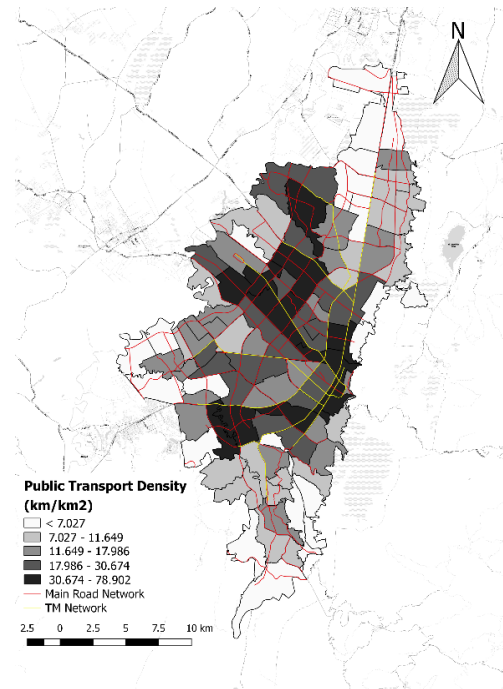 N
Public Transport Density
(km/km2)
< 7.027
7.027 - 11.649
11.649 - 17.986
17.986 - 30.674
30.674 - 78.902
Main Road Network
TM Network
2.5 0 2.5 5 7.5 10 km